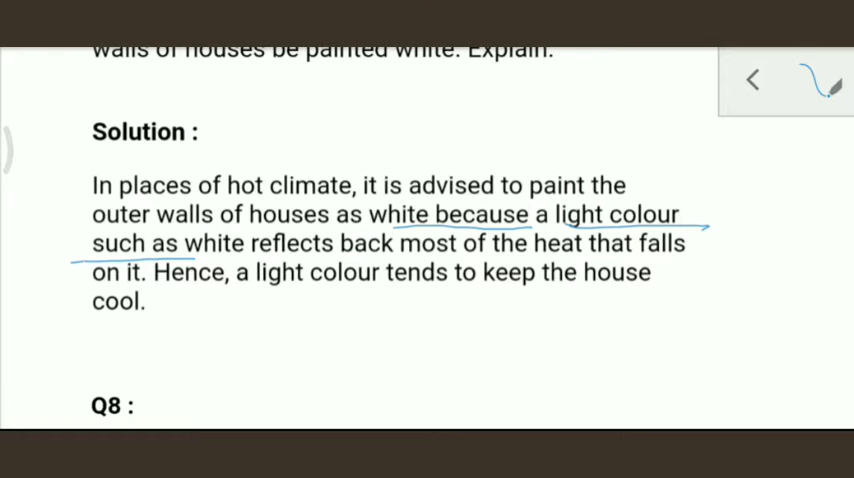 walls of houses be painted white. Explain.
Solution :
In places of hot climate, it is advised to paint the
outer walls of houses as white because a light colour
such as white reflects back most of the heat that falls
on it. Hence, a light colour tends to keep the house
cool.
Q8 :